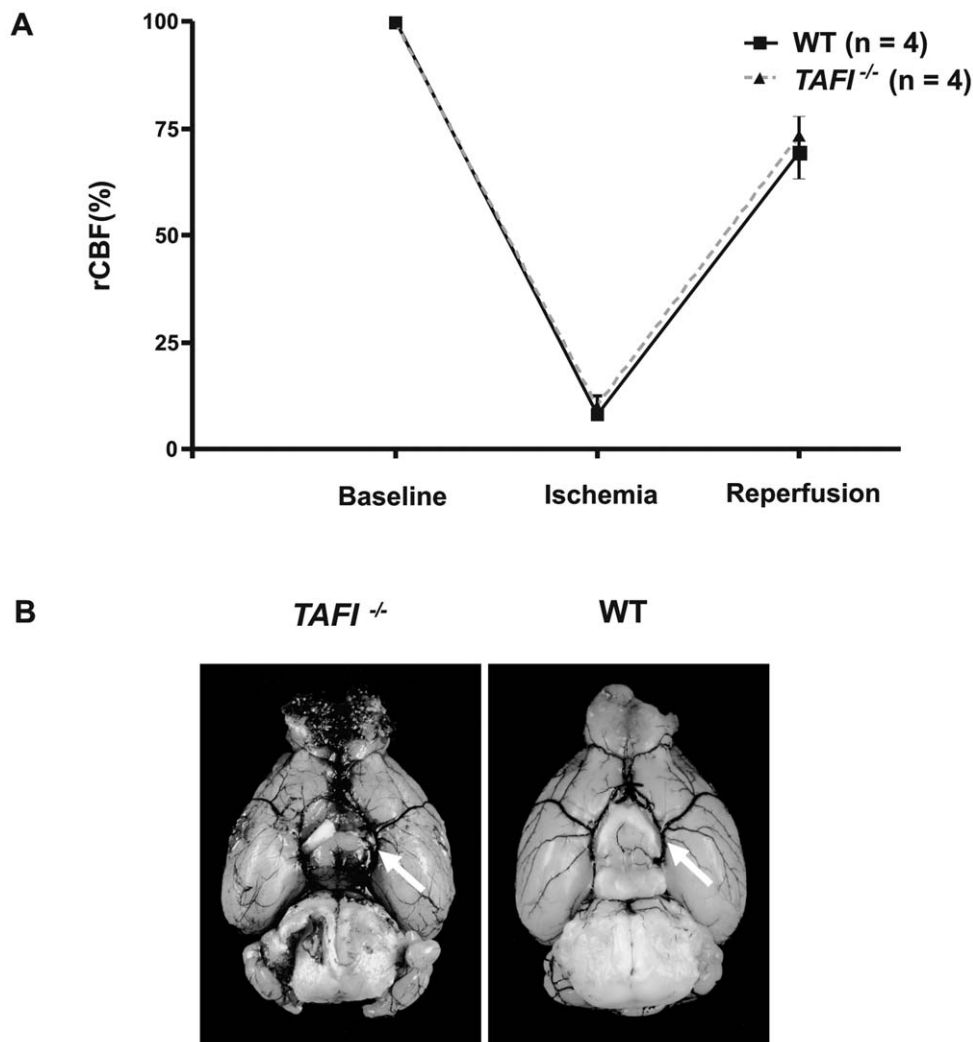 A
100
75
50
25
0
rCBF(%)
WT (n = 4)
TAFI -/- (n = 4)
Baseline Ischemia Reperfusion
B
TAFI -/- WT